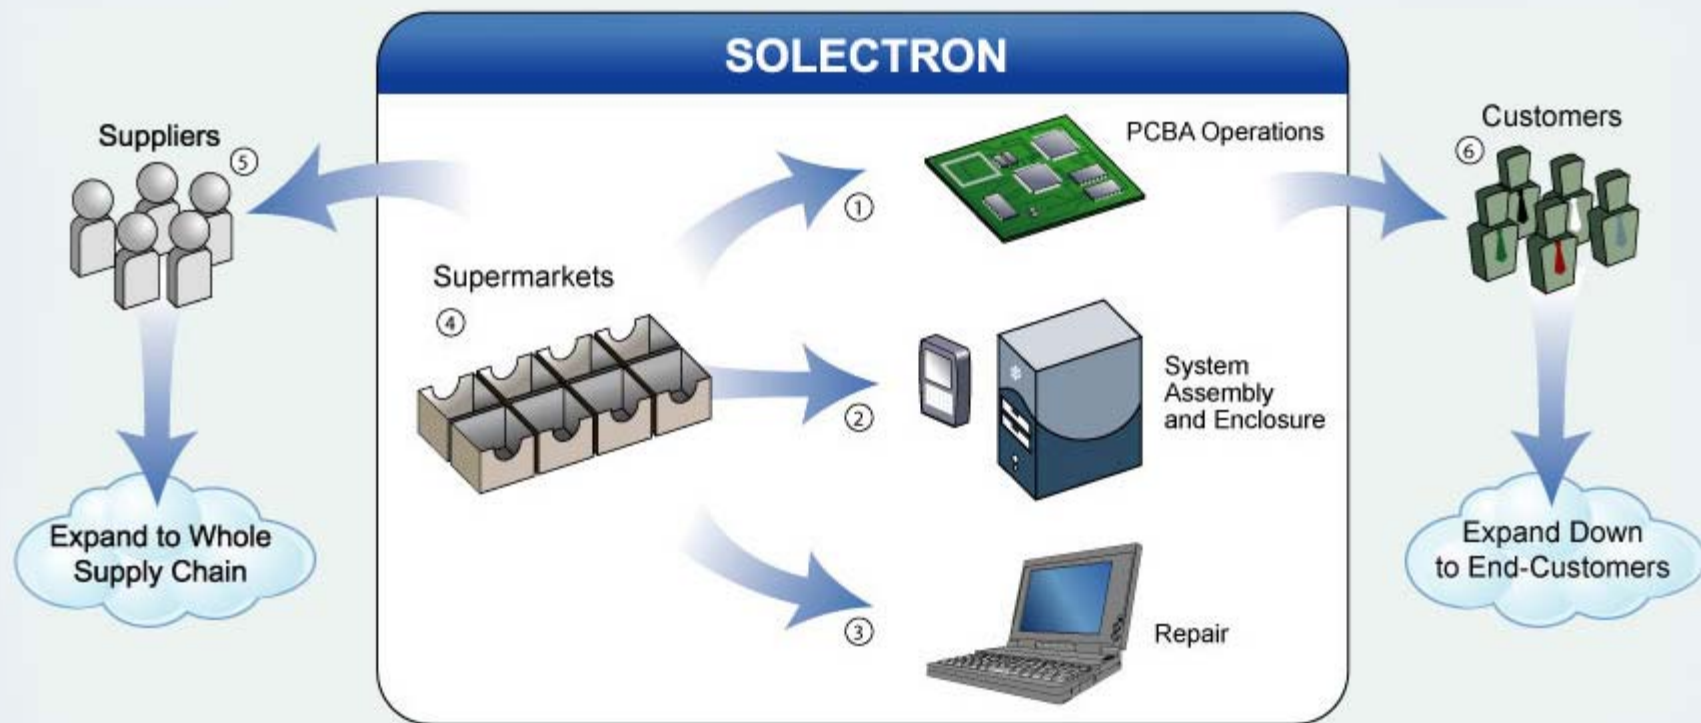 SOLECTRON
Suppliers
⑤
Supermarkets
④
①
PCBA Operations
②
System
Assembly
and Enclosure
③
Repair
Customers
⑥
Expand to Whole
Supply Chain
Expand Down
to End-Customers